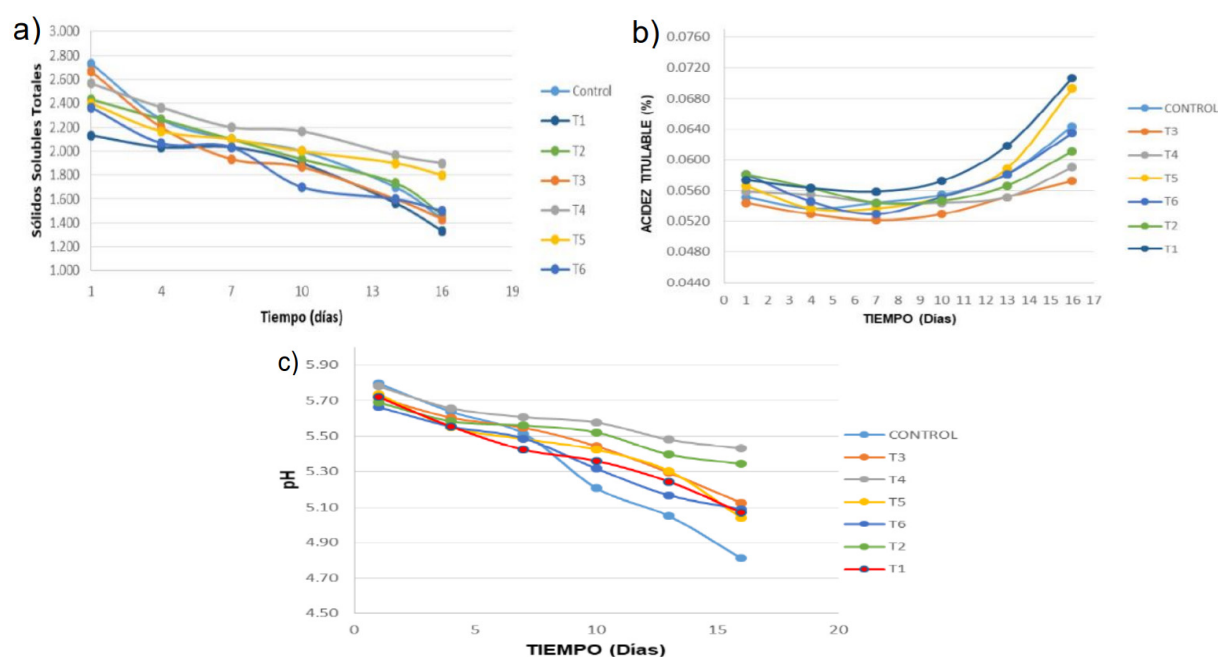 a)
Sólidos Solubles Totales
3.000
2.800
2.600
2.400
2.200
2.000
1.800
1.600
1.400
1.200
1.000
1 4 7 10 13 16 19
Tiempo (días)
Control
T1
T2
T3
T4
T5
T6
b)
ACIDEZ TITULABLE (%)
0.0760
0.0720
0.0680
0.0640
0.0600
0.0560
0.0520
0.0480
0.0440
0 1 2 3 4 5 6 7 8 9 10 11 12 13 14 15 16 17
TIEMPO (Días)
CONTROL
T3
T4
T5
T6
T2
T1
c)
pH
5.90
5.70
5.50
5.30
5.10
4.90
4.70
4.50
0 5 10 15 20
TIEMPO (Días)
CONTROL
T3
T4
T5
T6
T2
T1